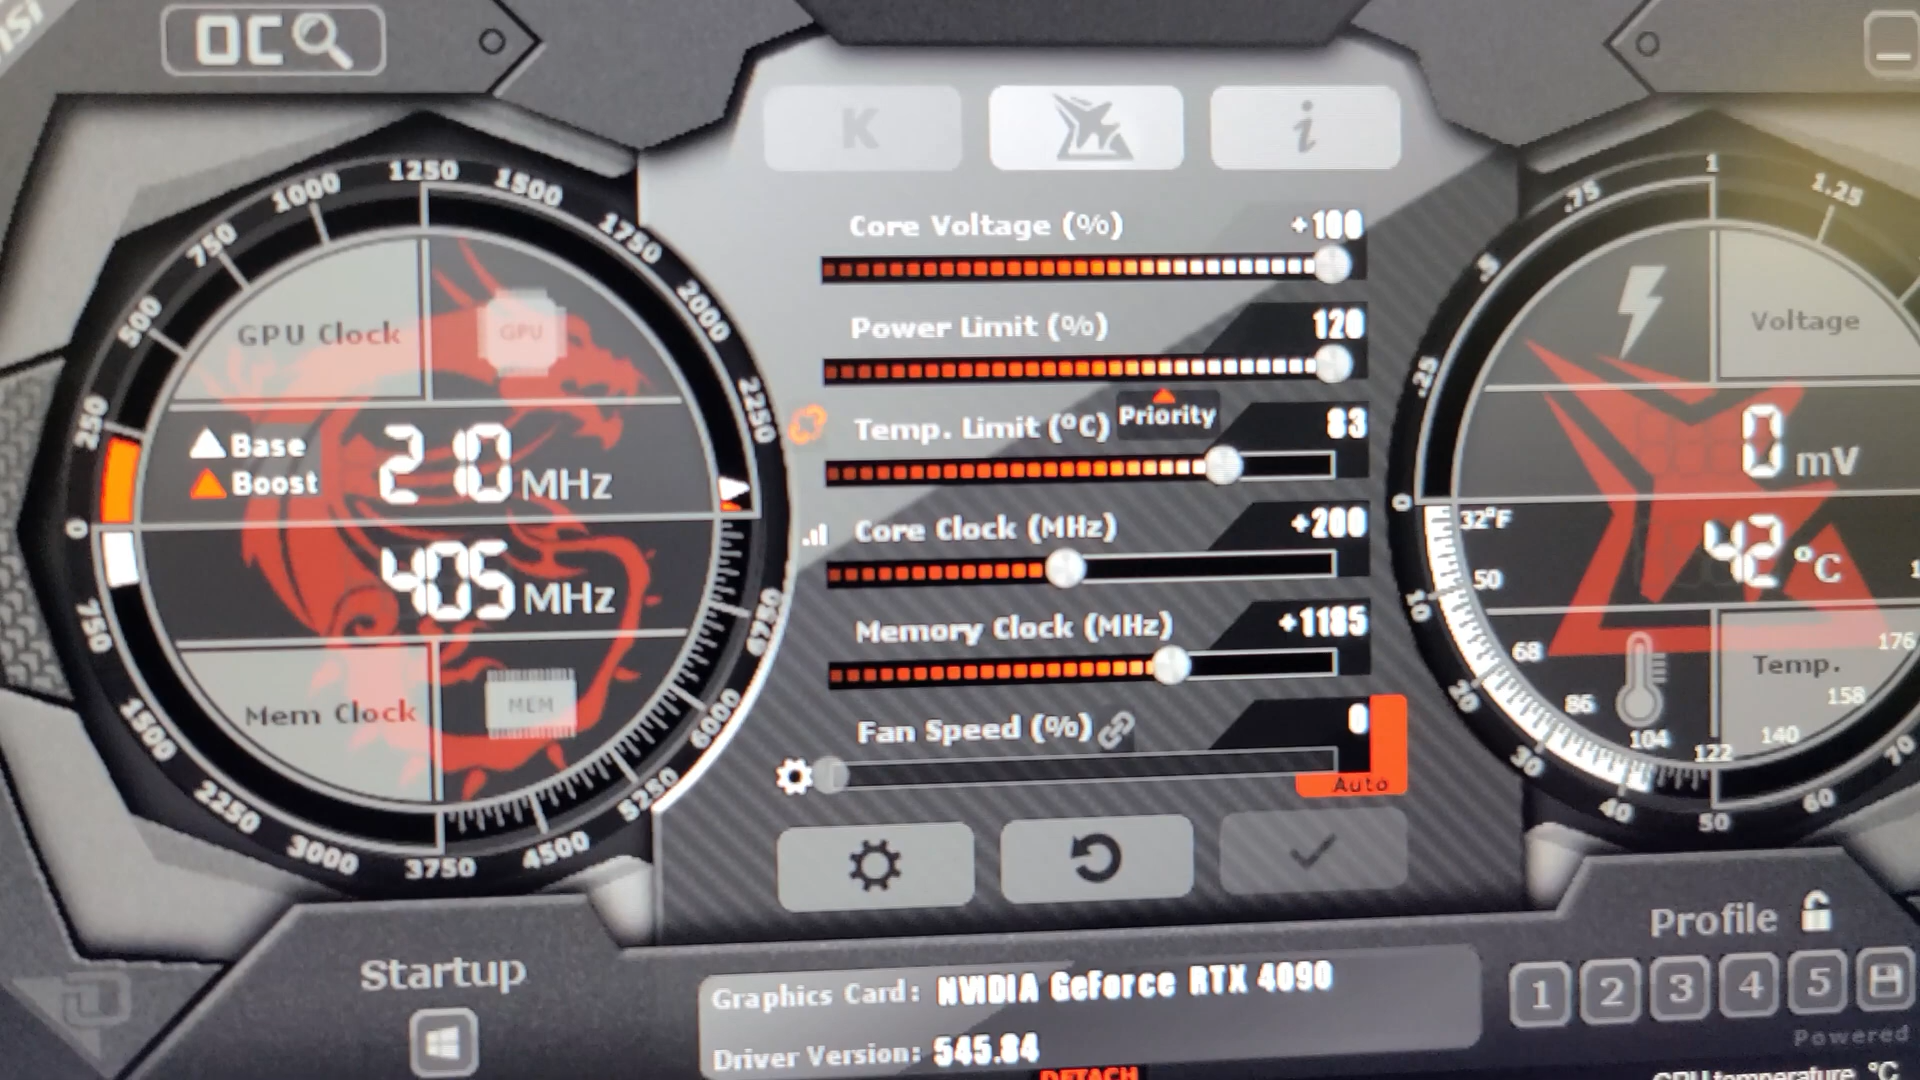 msi
OC
K
i
Core Voltage (%) +100
Power Limit (%) 120
Priority
Temp. Limit (°C) 83
Core Clock (MHz) +200
Memory Clock (MHz) +1185
Fan Speed (%) 0
Auto
0 250 500 750 1000 1250 1500 1750 2000 2250
GPU Clock
GPU
Base
Boost
210 MHz
405 MHz
Mem Clock
MEM
750 1500 2250 3000 3750 4500 5250 6000 6750
0 .25 .5 .75 1 1.25
Voltage
0 mV
42 °C
Temp.
32°F 50 68 86 104 122 140 158 176
10 20 30 40 50 60 70
Startup
Graphics Card: NVIDIA GeForce RTX 4090
Driver Version: 545.84
DETACH
Profile
1 2 3 4 5
Powered
GPU temperature, °C